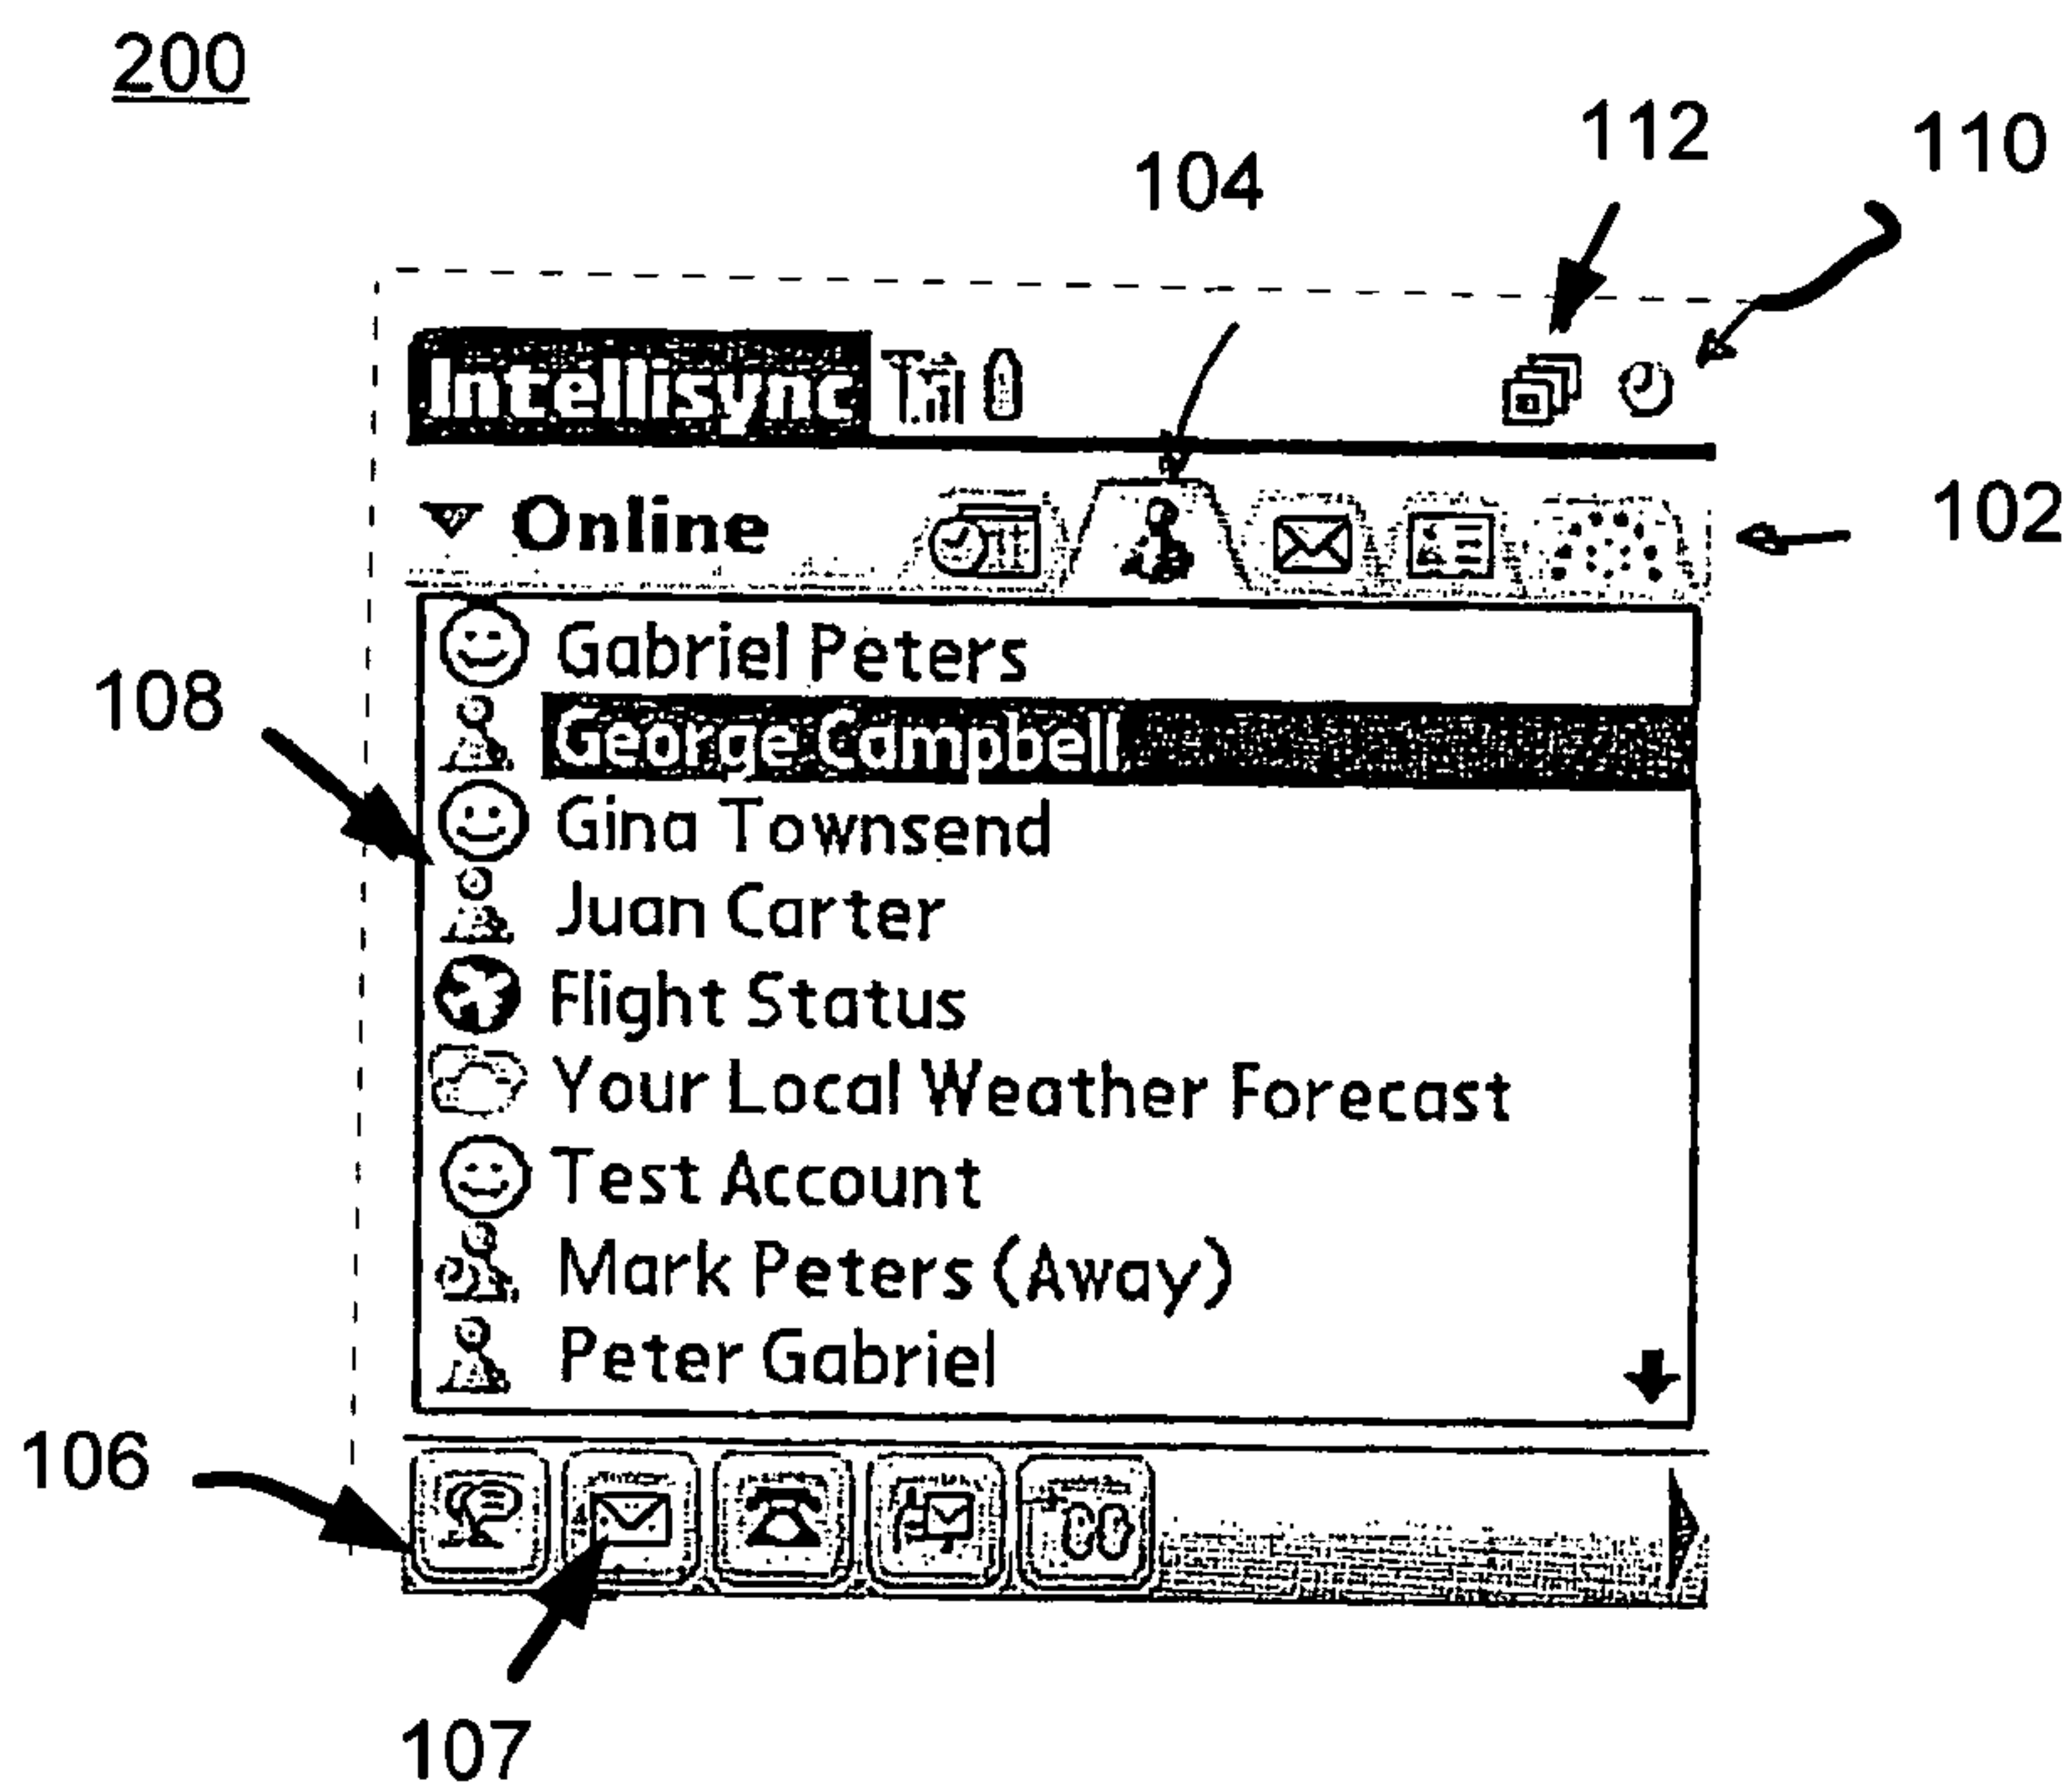 200
112
110
104
Intellisync
Online
102
Gabriel Peters
108
George Campbell
Gina Townsend
Juan Carter
Flight Status
Your Local Weather Forecast
Test Account
Mark Peters (Away)
Peter Gabriel
106
107